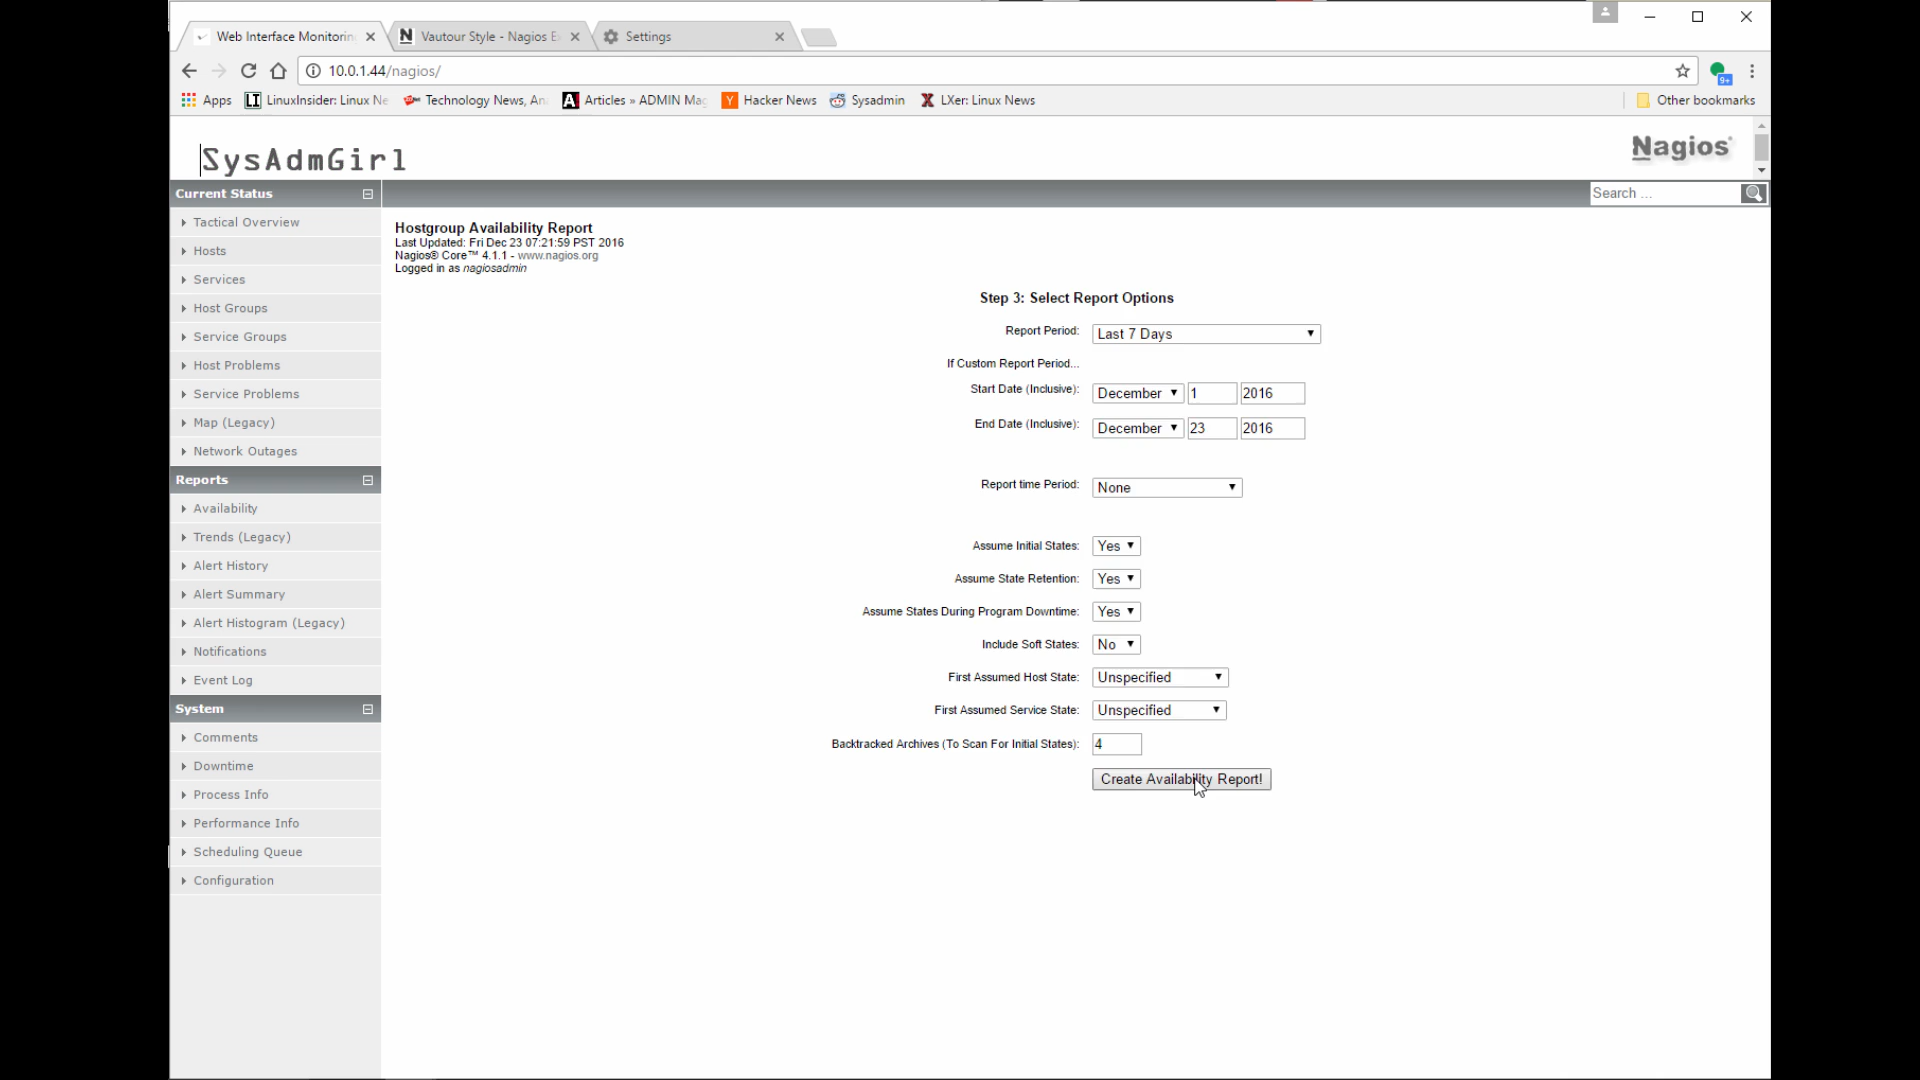 Web Interface Monitorin
Vautour Style - Nagios E
Settings
10.0.1.44/nagios/
9+
Apps
LI LinuxInsider: Linux Ne
Technology News, Ana
A Articles » ADMIN Mag
Y Hacker News
Sysadmin
X LXer: Linux News
Other bookmarks
SysAdmGirl
Nagios®
Search ...
Current Status
Tactical Overview
Hosts
Services
Host Groups
Service Groups
Host Problems
Service Problems
Map (Legacy)
Network Outages
Reports
Availability
Trends (Legacy)
Alert History
Alert Summary
Alert Histogram (Legacy)
Notifications
Event Log
System
Comments
Downtime
Process Info
Performance Info
Scheduling Queue
Configuration
Hostgroup Availability Report
Last Updated: Fri Dec 23 07:21:59 PST 2016
Nagios® Core™ 4.1.1 - www.nagios.org
Logged in as nagiosadmin
Step 3: Select Report Options
Report Period: Last 7 Days
If Custom Report Period...
Start Date (Inclusive): December 1 2016
End Date (Inclusive): December 23 2016
Report time Period: None
Assume Initial States: Yes
Assume State Retention: Yes
Assume States During Program Downtime: Yes
Include Soft States: No
First Assumed Host State: Unspecified
First Assumed Service State: Unspecified
Backtracked Archives (To Scan For Initial States): 4
Create Availability Report!